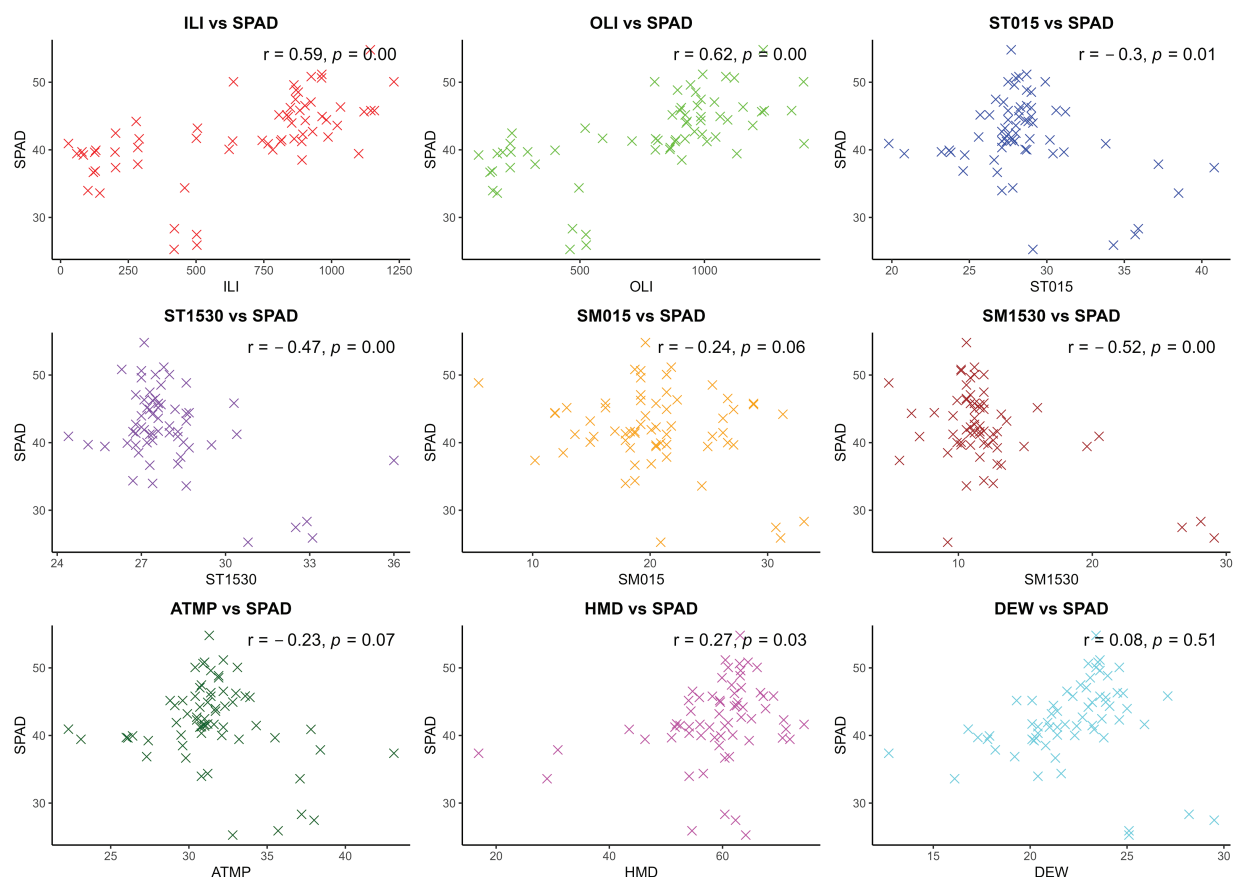 ILI vs SPAD
r = 0.59, p = 0.00
SPAD
50
40
30
0 250 500 750 1000 1250
ILI
OLI vs SPAD
r = 0.62, p = 0.00
SPAD
50
40
30
500 1000
OLI
ST015 vs SPAD
r = − 0.3, p = 0.01
SPAD
50
40
30
20 25 30 35 40
ST015
ST1530 vs SPAD
r = − 0.47, p = 0.00
SPAD
50
40
30
24 27 30 33 36
ST1530
SM015 vs SPAD
r = − 0.24, p = 0.06
SPAD
50
40
30
10 20 30
SM015
SM1530 vs SPAD
r = − 0.52, p = 0.00
SPAD
50
40
30
10 20 30
SM1530
ATMP vs SPAD
r = − 0.23, p = 0.07
SPAD
50
40
30
25 30 35 40
ATMP
HMD vs SPAD
r = 0.27, p = 0.03
SPAD
50
40
30
20 40 60
HMD
DEW vs SPAD
r = 0.08, p = 0.51
SPAD
50
40
30
15 20 25 30
DEW